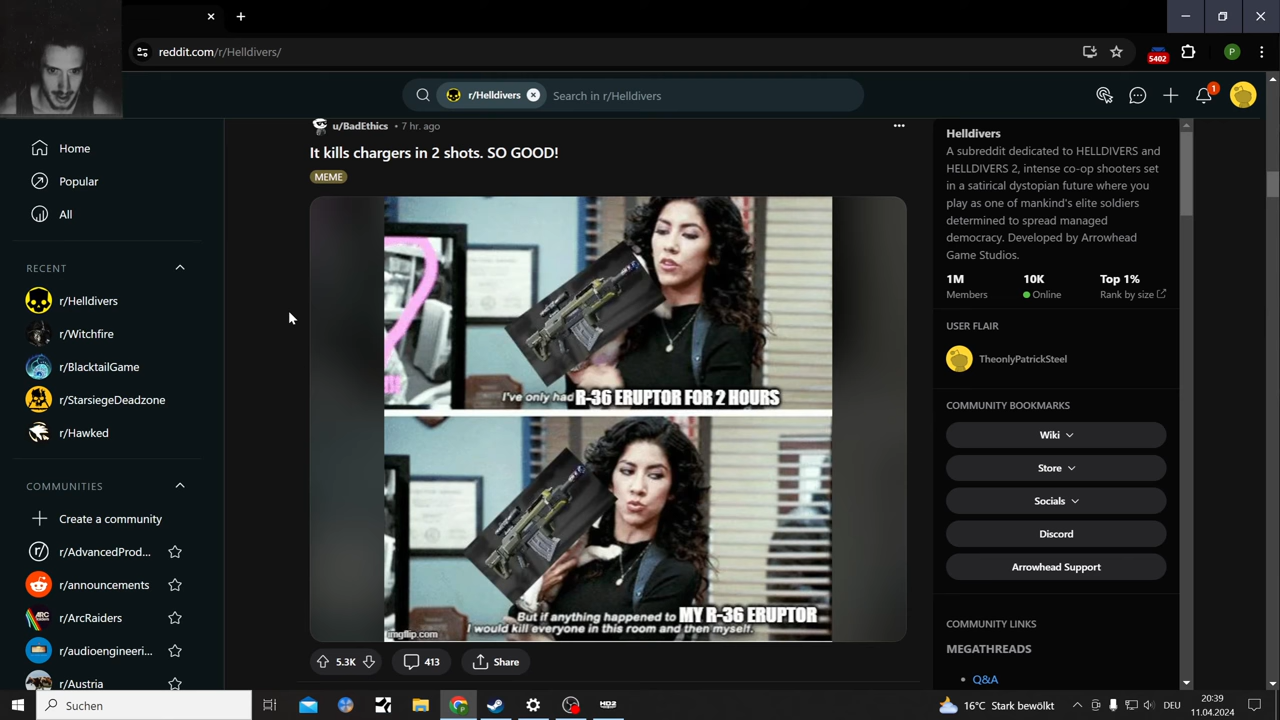 reddit.com/r/Helldivers/
5402
P
r/Helldivers
Search in r/Helldivers
1
Home
Popular
All
RECENT
r/Helldivers
r/Witchfire
r/BlacktailGame
r/StarsiegeDeadzone
r/Hawked
COMMUNITIES
Create a community
r/AdvancedProd...
r/announcements
r/ArcRaiders
r/audioengineeri...
r/Austria
u/BadEthics • 7 hr. ago
It kills chargers in 2 shots. SO GOOD!
MEME
I've only had R-36 ERUPTOR FOR 2 HOURS
But if anything happened to MY R-36 ERUPTOR
I would kill everyone in this room and then myself.
imgflip.com
5.3K
413
Share
Helldivers
A subreddit dedicated to HELLDIVERS and
HELLDIVERS 2, intense co-op shooters set
in a satirical dystopian future where you
play as one of mankind's elite soldiers
determined to spread managed
democracy. Developed by Arrowhead
Game Studios.
1M 10K Top 1%
Members Online Rank by size
USER FLAIR
TheonlyPatrickSteel
COMMUNITY BOOKMARKS
Wiki
Store
Socials
Discord
Arrowhead Support
COMMUNITY LINKS
MEGATHREADS
Q&A
Suchen
HD2
16°C Stark bewölkt
DEU
20:39
11.04.2024